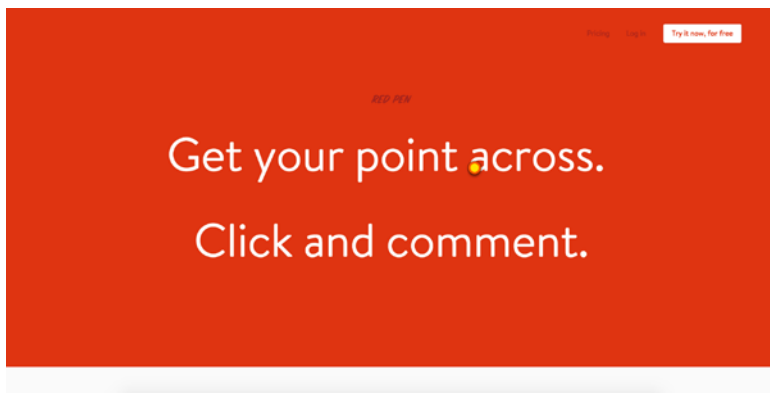 Pricing Log in Try it now, for free
RED PEN
Get your point across.
Click and comment.